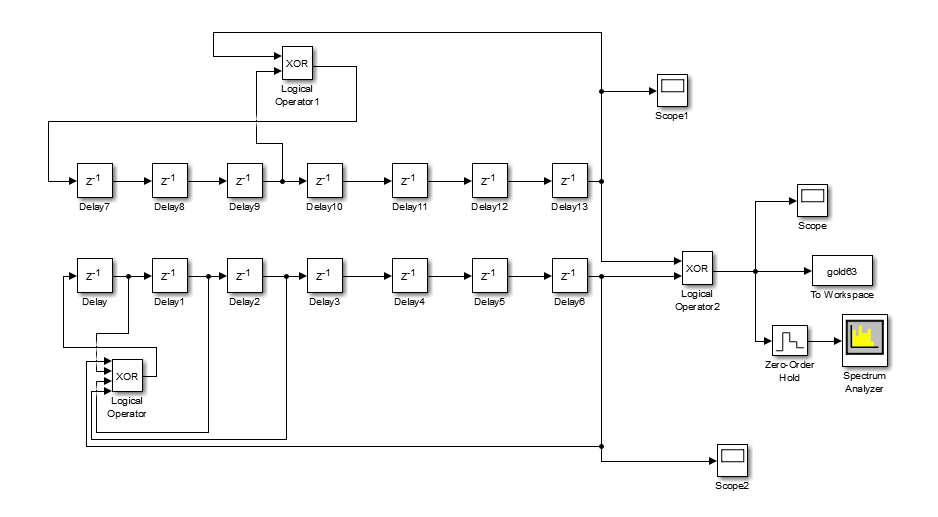 XOR
Logical
Operator1
Scope1
z-1
z-1
z-1
z-1
z-1
z-1
z-1
Delay7
Delay8
Delay9
Delay10
Delay11
Delay12
Delay13
Scope
z-1
z-1
z-1
z-1
z-1
z-1
z-1
Delay
Delay1
Delay2
Delay3
Delay4
Delay5
Delay6
XOR
Logical
Operator2
gold63
To Workspace
Zero-Order
Hold
Spectrum
Analyzer
XOR
Logical
Operator
Scope2